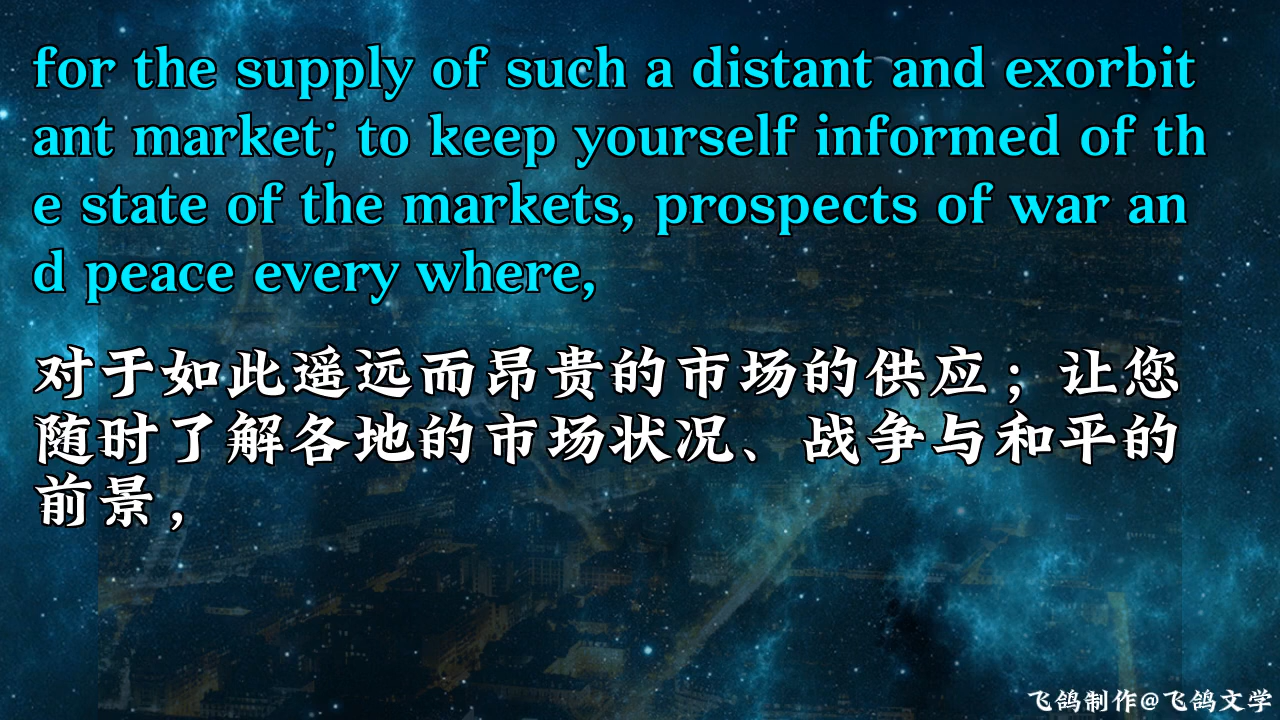 for the supply of such a distant and exorbit
ant market; to keep yourself informed of th
e state of the markets, prospects of war an
d peace every where,
对于如此遥远而昂贵的市场的供应；让您
随时了解各地的市场状况、战争与和平的
前景，
飞鸽制作@飞鸽文学